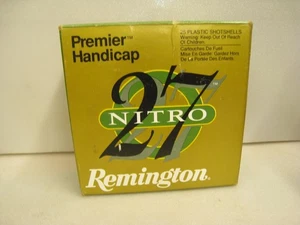 Premier™
Handicap
25 PLASTIC SHOTSHELLS
Warning: Keep Out Of Reach
Of Children.
Cartouches De Fusil
Mise En Garde: Gardez Hors
De La Portée Des Enfants.
27
NITRO
Remington®